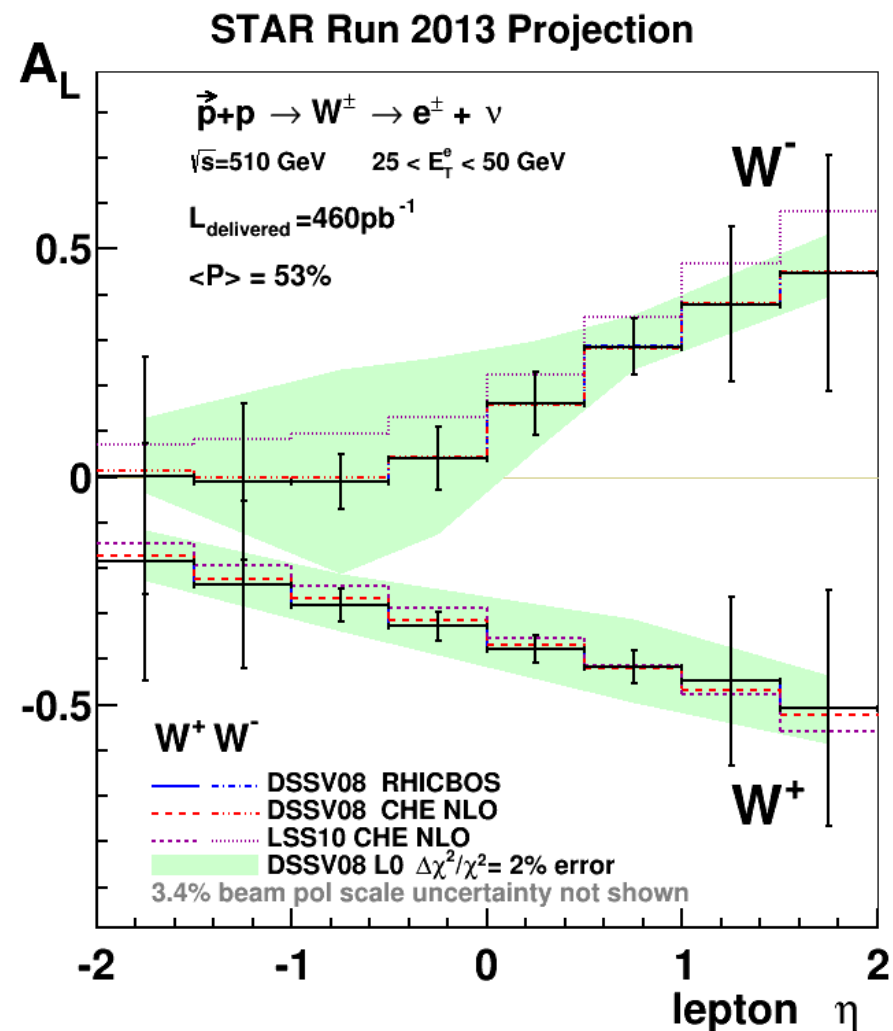 STAR Run 2013 Projection
A_L
p⃗+p → W± → e± + ν
√s=510 GeV 25 < E_T^e < 50 GeV
L_delivered =460pb⁻¹
<P> = 53%
W⁻
0.5
0
-0.5
W⁺ W⁻
DSSV08 RHICBOS
DSSV08 CHE NLO
LSS10 CHE NLO
DSSV08 L0 Δχ²/χ²= 2% error
3.4% beam pol scale uncertainty not shown
W⁺
-2 -1 0 1 2
lepton η